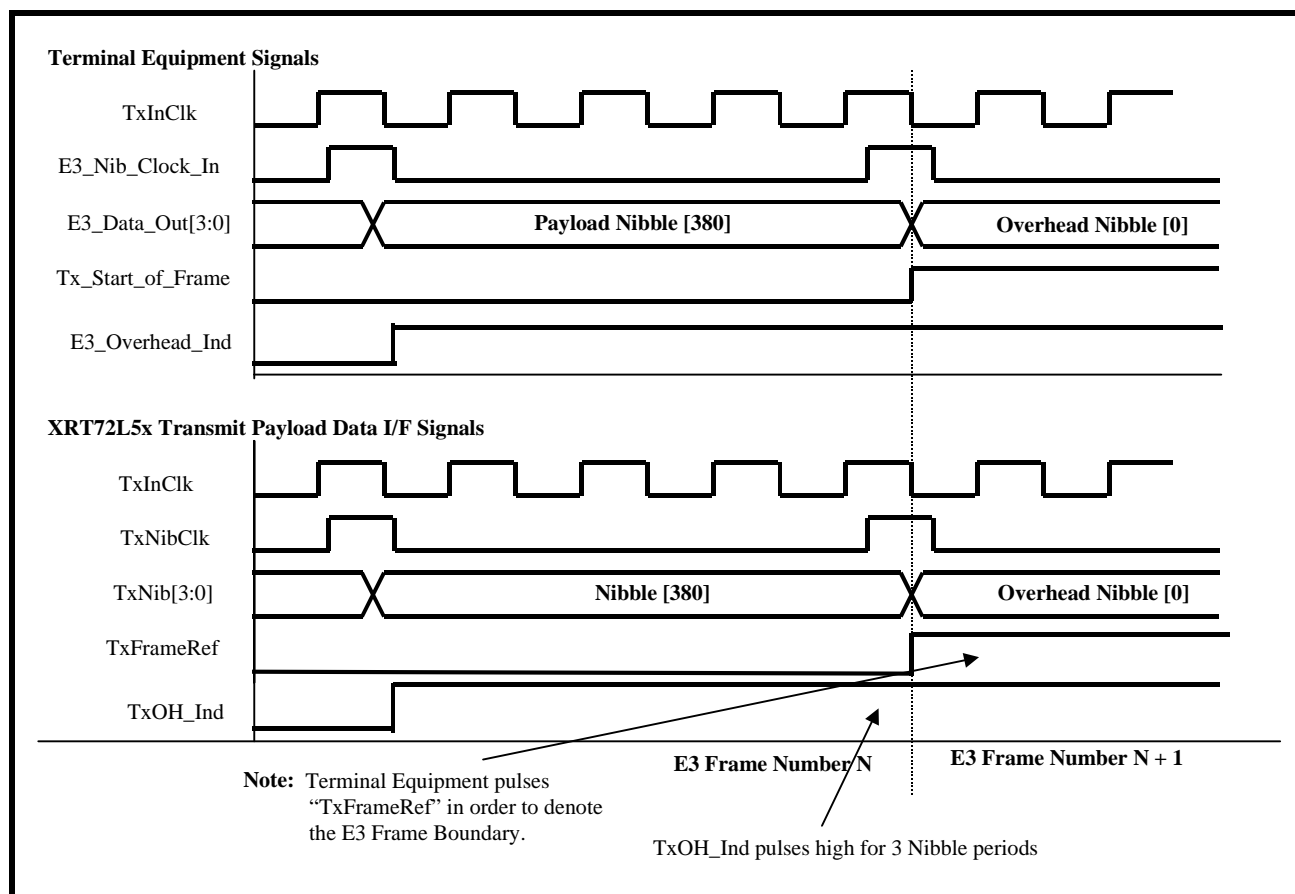 Terminal Equipment Signals
TxInClk
E3_Nib_Clock_In
E3_Data_Out[3:0]
Payload Nibble [380]
Overhead Nibble [0]
Tx_Start_of_Frame
E3_Overhead_Ind
XRT72L5x Transmit Payload Data I/F Signals
TxInClk
TxNibClk
TxNib[3:0]
Nibble [380]
Overhead Nibble [0]
TxFrameRef
TxOH_Ind
E3 Frame Number N
E3 Frame Number N + 1
Note: Terminal Equipment pulses
“TxFrameRef” in order to denote
the E3 Frame Boundary.
TxOH_Ind pulses high for 3 Nibble periods